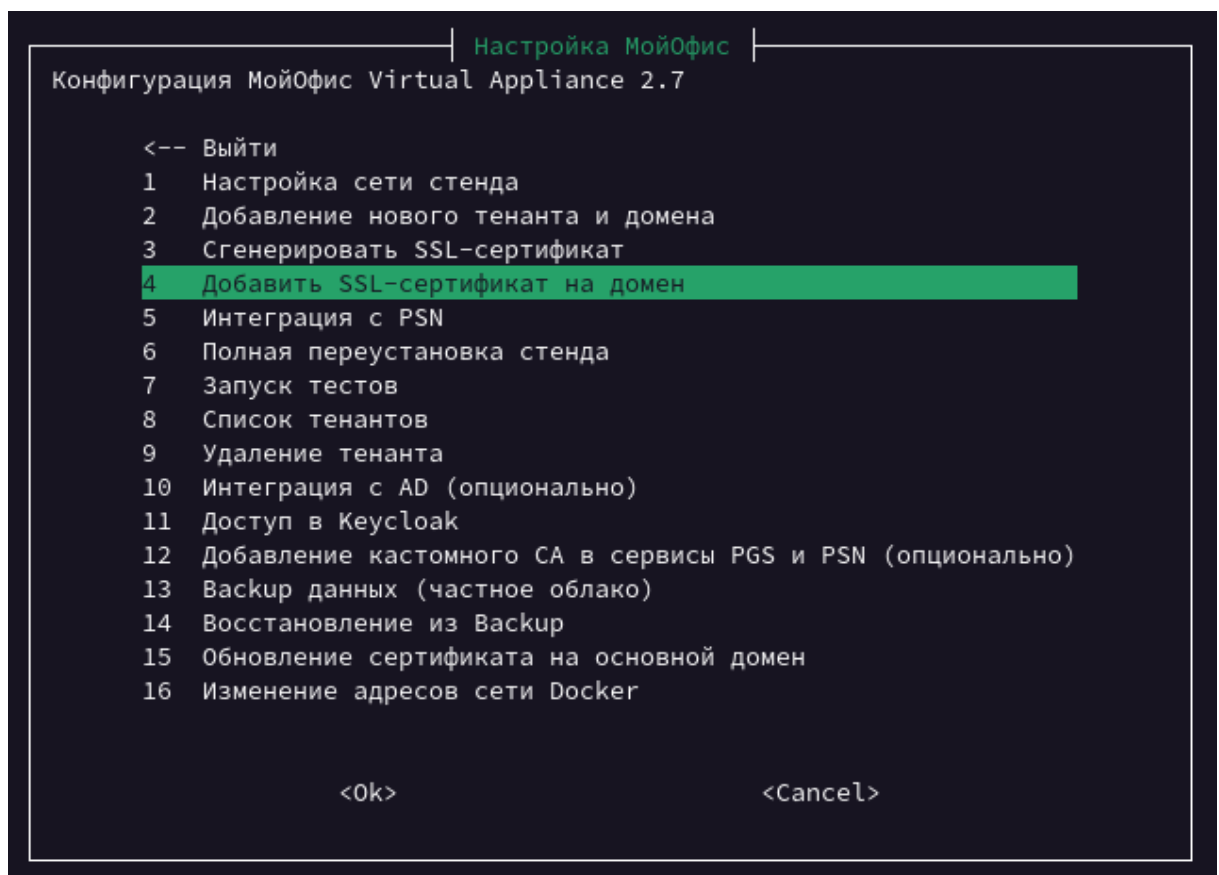 Настройка МойОфис
Конфигурация МойОфис Virtual Appliance 2.7
<-- Выйти
1 Настройка сети стенда
2 Добавление нового тенанта и домена
3 Сгенерировать SSL-сертификат
4 Добавить SSL-сертификат на домен
5 Интеграция с PSN
6 Полная переустановка стенда
7 Запуск тестов
8 Список тенантов
9 Удаление тенанта
10 Интеграция с AD (опционально)
11 Доступ в Keycloak
12 Добавление кастомного CA в сервисы PGS и PSN (опционально)
13 Backup данных (частное облако)
14 Восстановление из Backup
15 Обновление сертификата на основной домен
16 Изменение адресов сети Docker
<Ok> <Cancel>